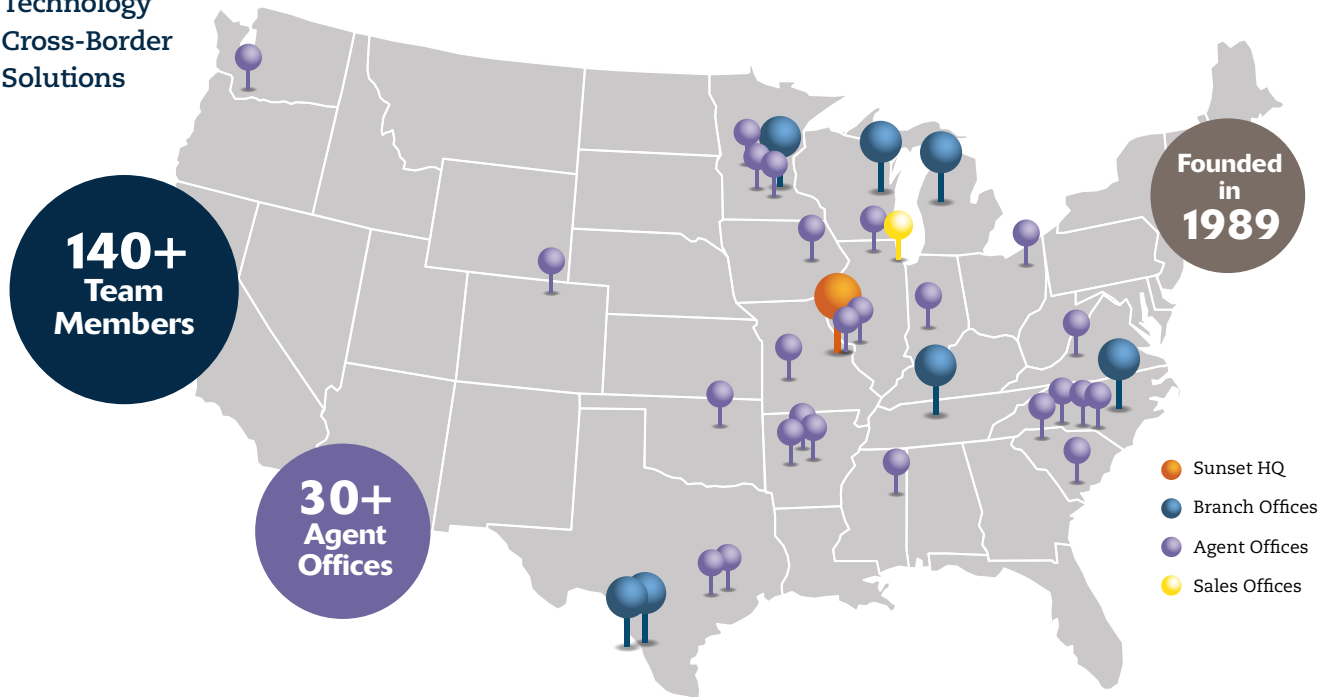 Technology
Cross-Border
Solutions
140+
Team
Members
30+
Agent
Offices
Founded
in
1989
Sunset HQ
Branch Offices
Agent Offices
Sales Offices